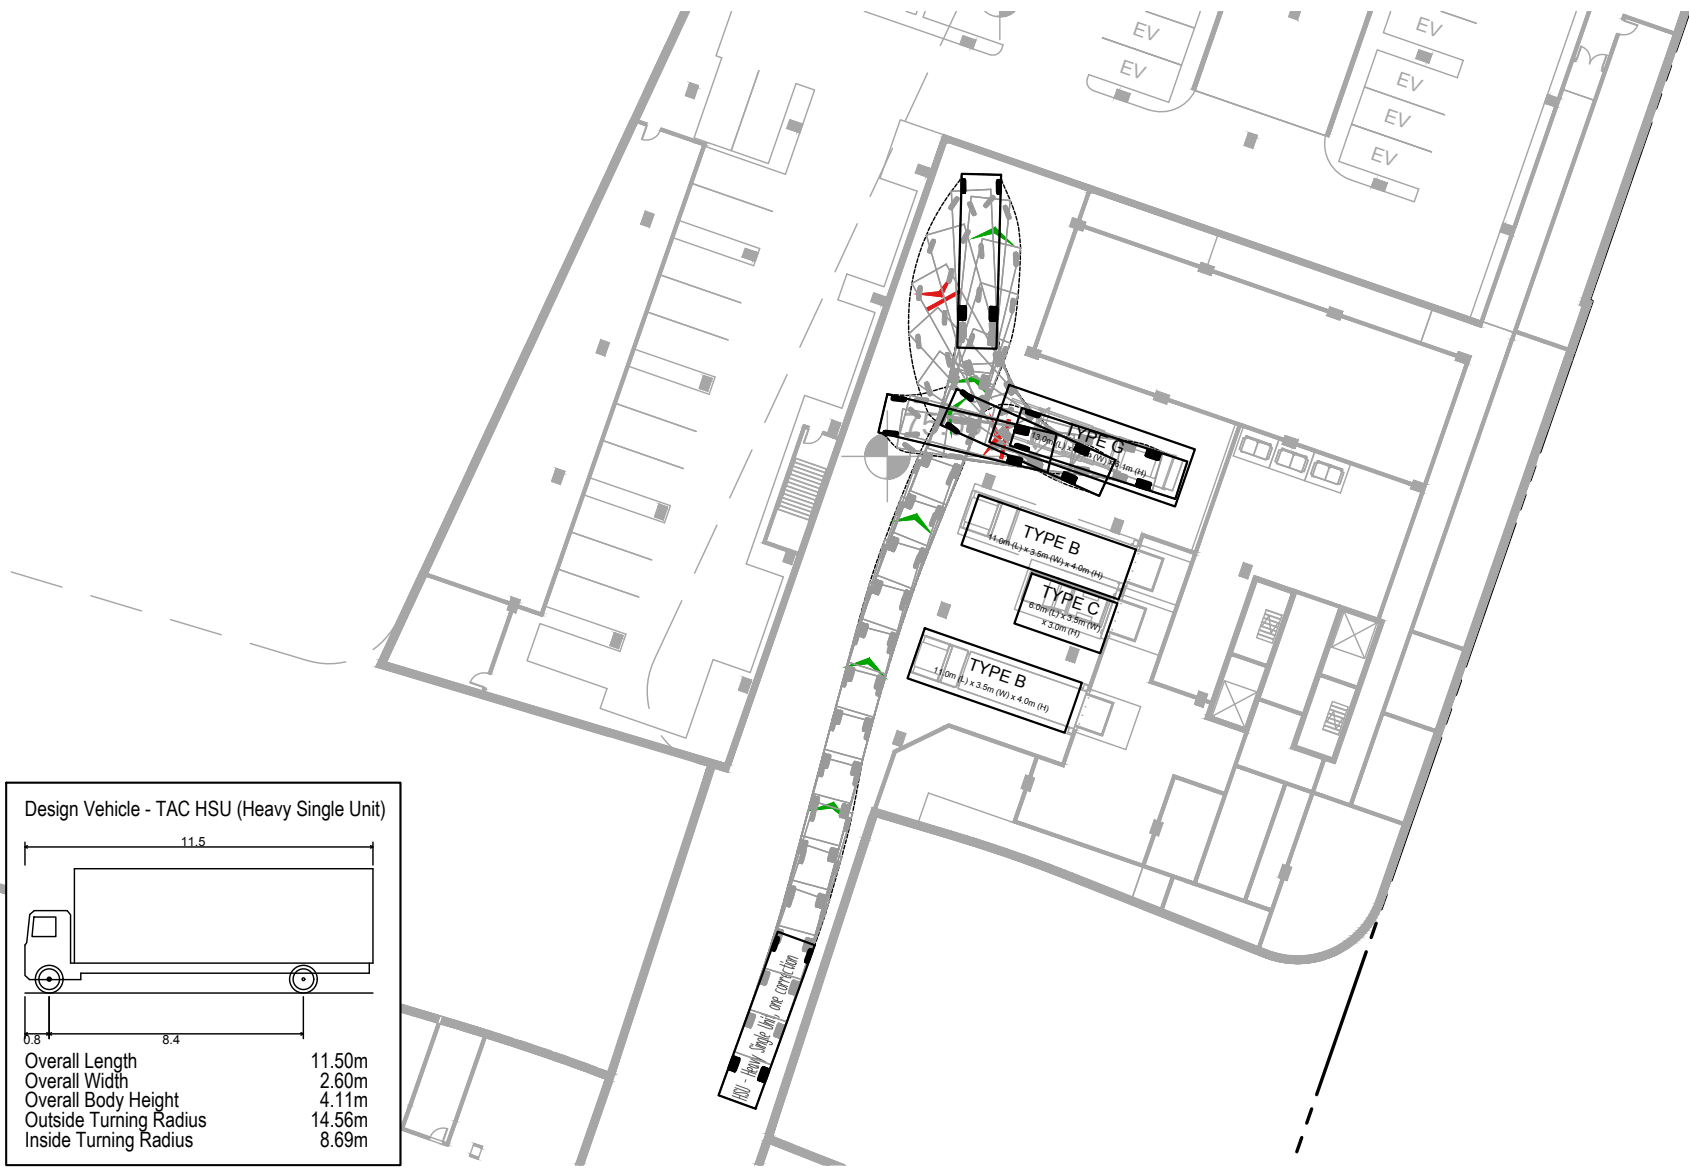 EV
EV
EV
EV
EV
EV
TYPE G
TYPE B
11.0m (L) x 3.5m (W) x 4.0m (H)
TYPE C
6.0m (L) x 3.5m (W)
x 3.0m (H)
TYPE B
11.0m (L) x 3.5m (W) x 4.0m (H)
HSU - Heavy Single Unit, one correction
Design Vehicle - TAC HSU (Heavy Single Unit)
11.5
0.8
8.4
Overall Length 11.50m
Overall Width 2.60m
Overall Body Height 4.11m
Outside Turning Radius 14.56m
Inside Turning Radius 8.69m